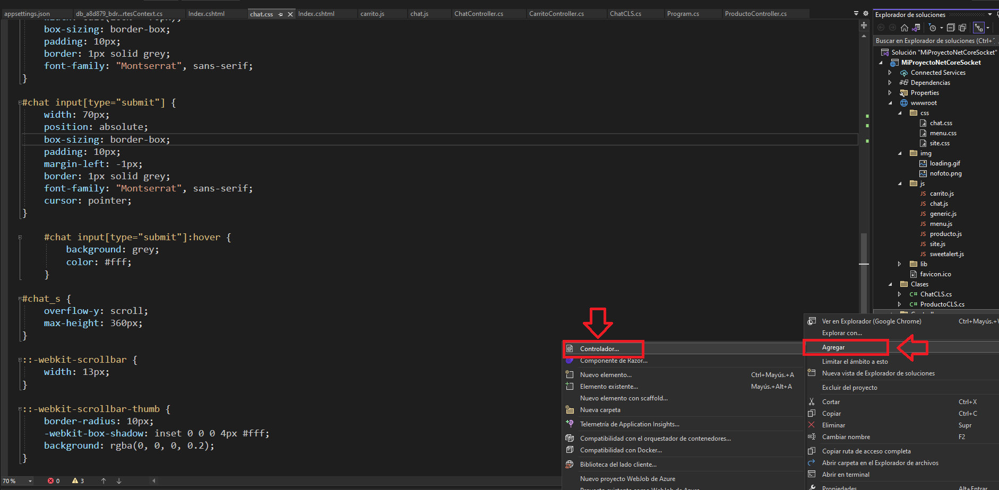 appsettings.json
db_a8d879_bdr...rtesContext.cs
Index.cshtml
chat.css
Index.cshtml
carrito.js
chat.js
ChatController.cs
CarritoController.cs
ChatCLS.cs
Program.cs
ProductoController.cs
box-sizing: border-box;
padding: 10px;
border: 1px solid grey;
font-family: "Montserrat", sans-serif;
}
#chat input[type="submit"] {
width: 70px;
position: absolute;
box-sizing: border-box;
padding: 10px;
margin-left: -1px;
border: 1px solid grey;
font-family: "Montserrat", sans-serif;
cursor: pointer;
}
#chat input[type="submit"]:hover {
background: grey;
color: #fff;
}
#chat_s {
overflow-y: scroll;
max-height: 360px;
}
::-webkit-scrollbar {
width: 13px;
}
::-webkit-scrollbar-thumb {
border-radius: 10px;
-webkit-box-shadow: inset 0 0 0 4px #fff;
background: rgba(0, 0, 0, 0.2);
}
70 %
0
3
Explorador de soluciones
Buscar en Explorador de soluciones (Ctrl+
Solución "MiProyectoNetCoreSocket"
MiProyectoNetCoreSocket
Connected Services
Dependencias
Properties
wwwroot
css
chat.css
menu.css
site.css
img
loading.gif
nofoto.png
js
JS carrito.js
JS chat.js
JS generic.js
JS menu.js
JS producto.js
JS site.js
JS sweetalert.js
lib
favicon.ico
Clases
C# ChatCLS.cs
C# ProductoCLS.cs
Ver en Explorador (Google Chrome) Ctrl+Mayús.+
Explorar con...
Agregar
Limitar el ámbito a esto
Nueva vista de Explorador de soluciones
Excluir del proyecto
Cortar Ctrl+X
Copiar Ctrl+C
Eliminar Supr
Cambiar nombre F2
Copiar ruta de acceso completa
Abrir carpeta en el Explorador de archivos
Abrir en terminal
Propiedades Alt+Entrar
Controlador...
Componente de Razor...
Nuevo elemento... Ctrl+Mayús.+A
Elemento existente... Mayús.+Alt+A
Nuevo elemento con scaffold...
Nueva carpeta
Telemetría de Application Insights...
Compatibilidad con el orquestador de contenedores...
Compatibilidad con Docker...
Biblioteca del lado cliente...
Nuevo proyecto WebJob de Azure
Proyecto existente como WebJob de Azure